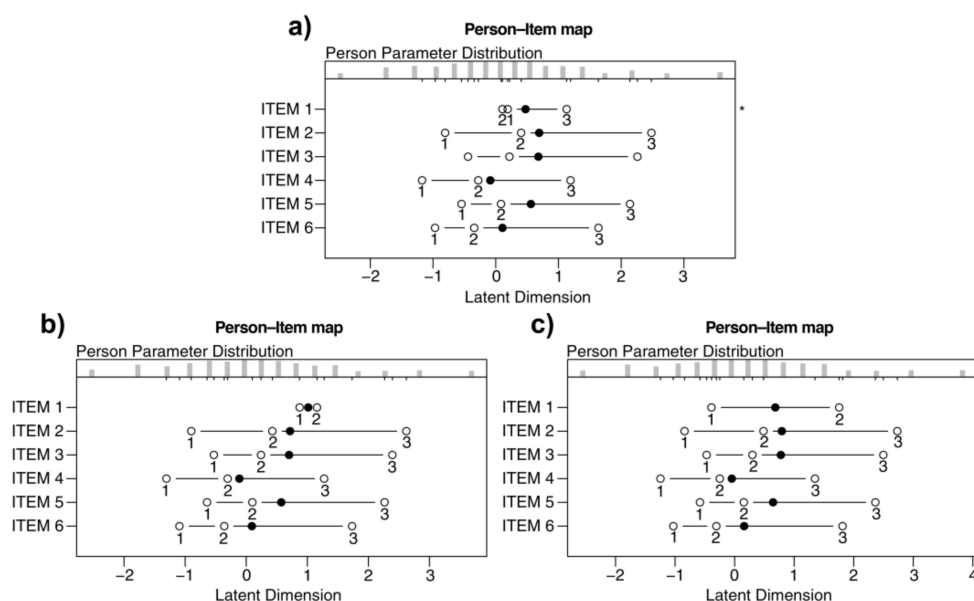 a)
Person–Item map
Person Parameter Distribution
ITEM 1
21
3
*
ITEM 2
1
2
3
ITEM 3
ITEM 4
1
2
3
ITEM 5
1
2
3
ITEM 6
1
2
3
−2 −1 0 1 2 3
Latent Dimension
b)
Person–Item map
Person Parameter Distribution
ITEM 1
1 2
ITEM 2
1 2 3
ITEM 3
1 2 3
ITEM 4
1 2 3
ITEM 5
1 2 3
ITEM 6
1 2 3
−2 −1 0 1 2 3
Latent Dimension
c)
Person–Item map
Person Parameter Distribution
ITEM 1
1 2
ITEM 2
1 2 3
ITEM 3
1 2 3
ITEM 4
1 2 3
ITEM 5
1 2 3
ITEM 6
1 2 3
−2 −1 0 1 2 3 4
Latent Dimension